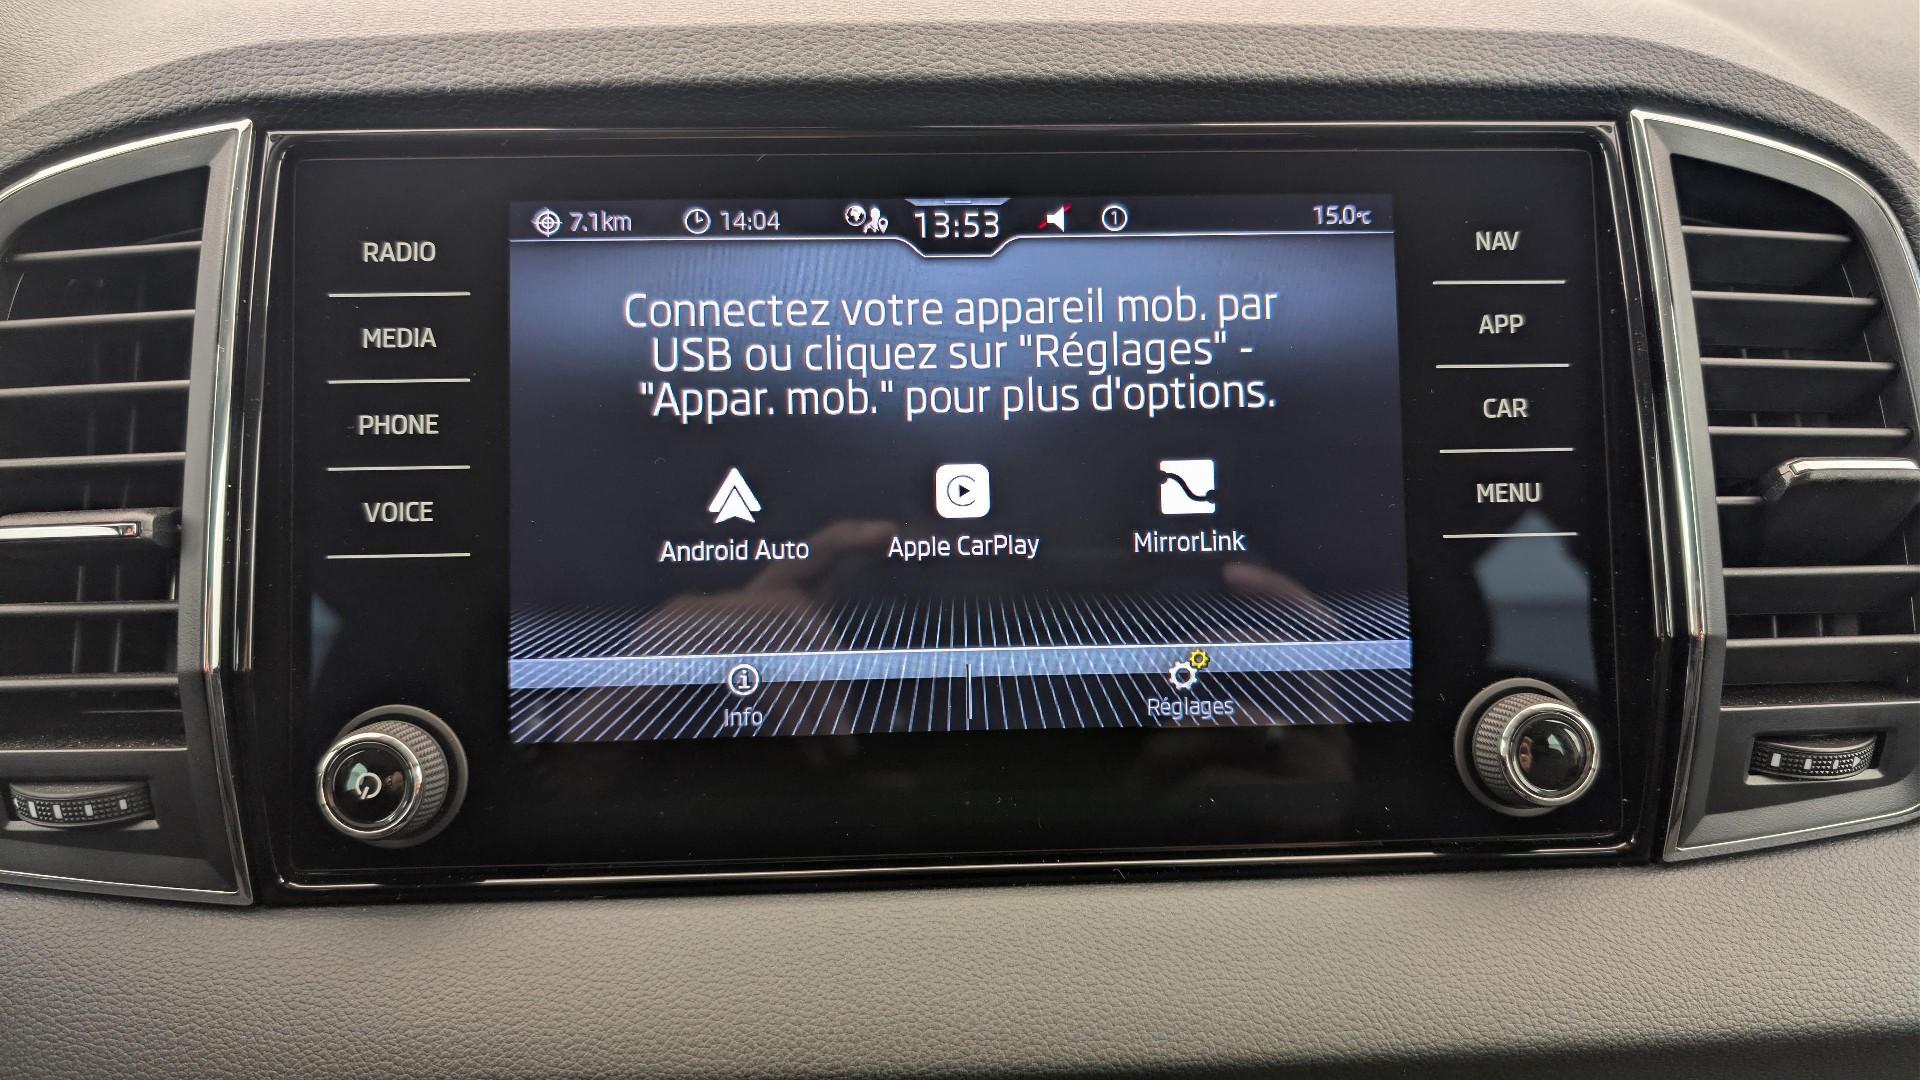 7.1km 14:04 13:53 1 15.0°C
RADIO
MEDIA
PHONE
VOICE
Connectez votre appareil mob. par
USB ou cliquez sur "Réglages" -
"Appar. mob." pour plus d'options.
Android Auto Apple CarPlay MirrorLink
Info Réglages
NAV
APP
CAR
MENU